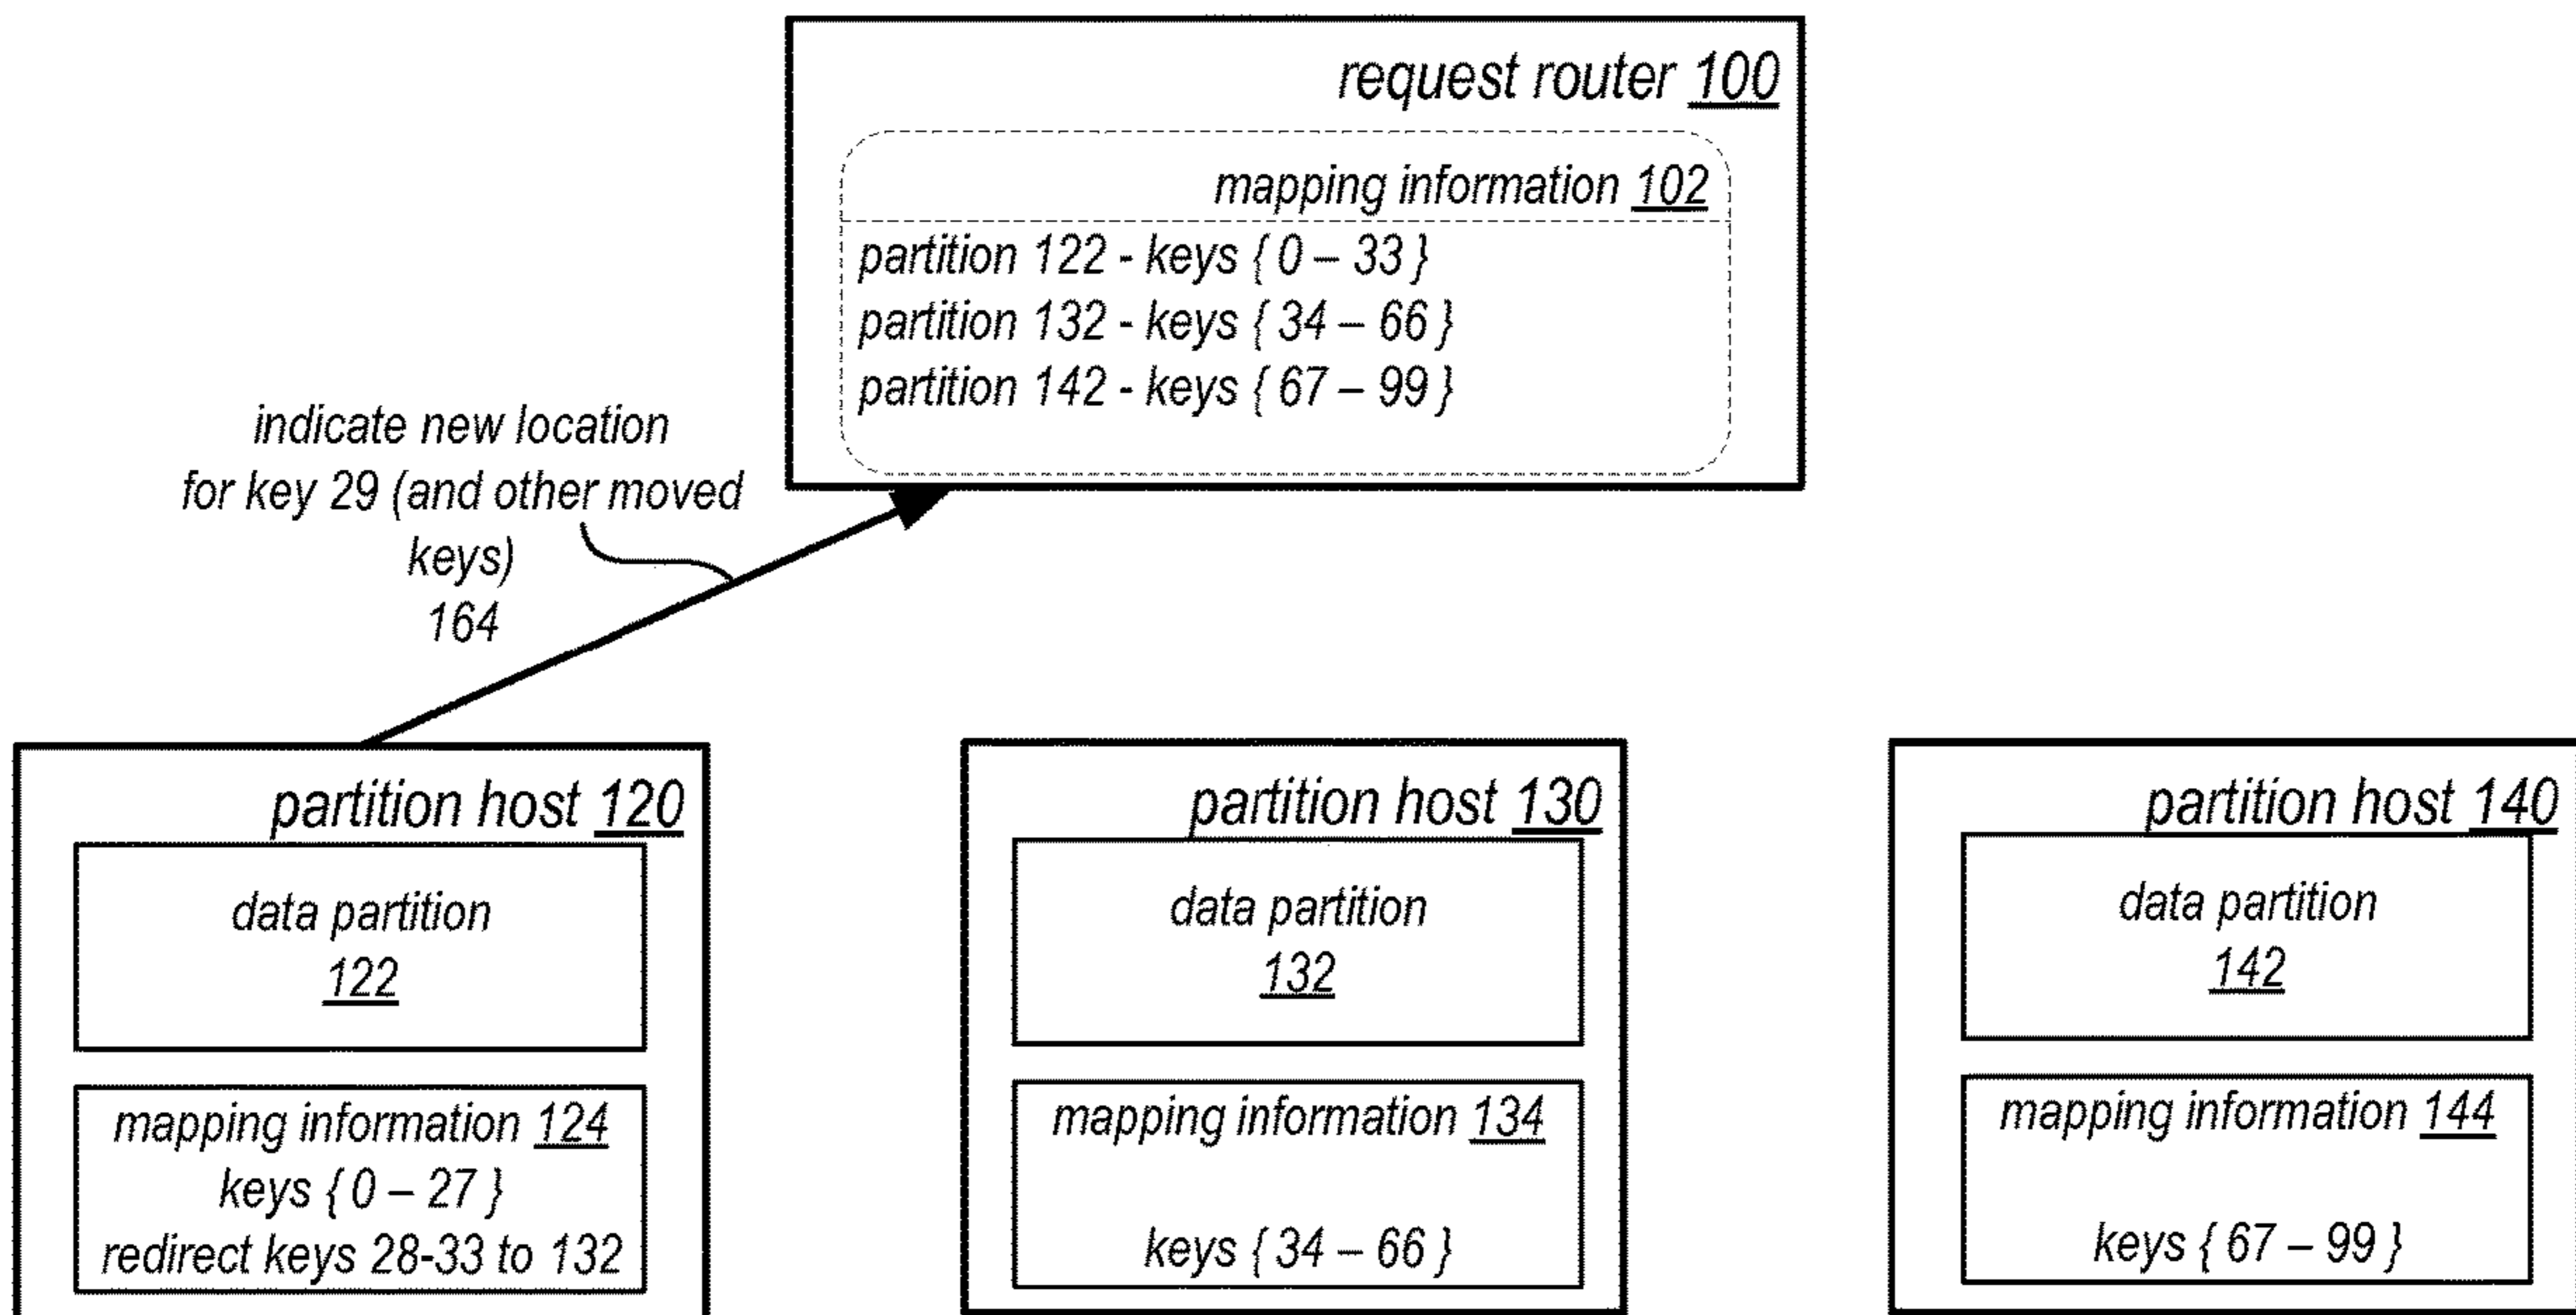 request router 100
mapping information 102
partition 122 - keys { 0 – 33 }
partition 132 - keys { 34 – 66 }
partition 142 - keys { 67 – 99 }
indicate new location
for key 29 (and other moved
keys)
164
partition host 120
data partition
122
mapping information 124
keys { 0 – 27 }
redirect keys 28-33 to 132
partition host 130
data partition
132
mapping information 134
keys { 34 – 66 }
partition host 140
data partition
142
mapping information 144
keys { 67 – 99 }